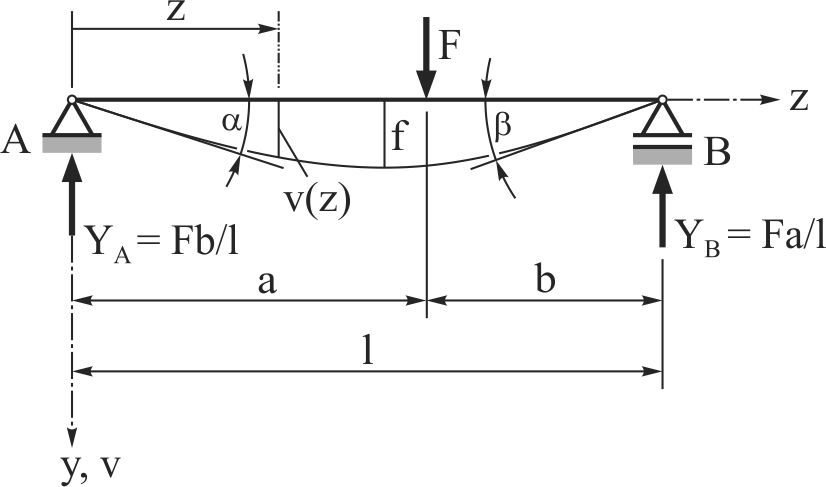 z
F
z
α
f
β
A
B
v(z)
Y_A = Fb/l
Y_B = Fa/l
a
b
l
y, v